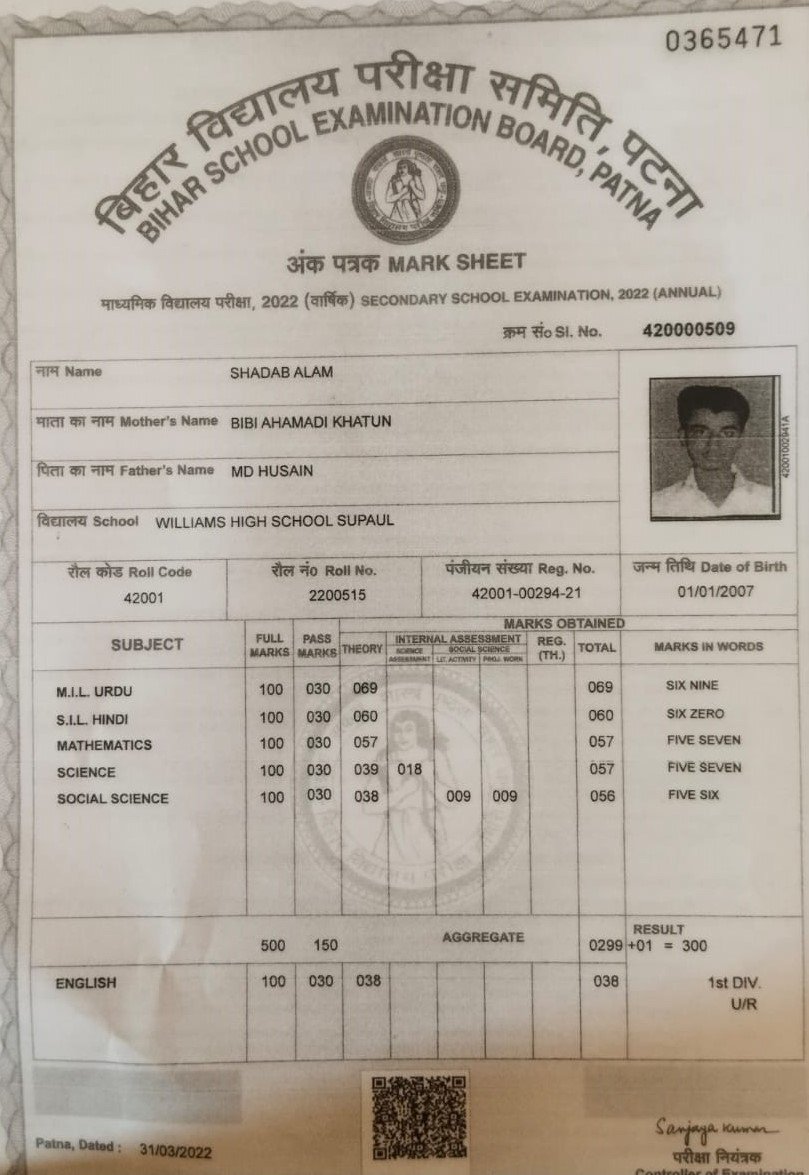 0365471
बिहार विद्यालय परीक्षा समिति, पटना
BIHAR SCHOOL EXAMINATION BOARD, PATNA
अंक पत्रक MARK SHEET
माध्यमिक विद्यालय परीक्षा, 2022 (वार्षिक) SECONDARY SCHOOL EXAMINATION, 2022 (ANNUAL)
क्रम सं० Sl. No. 420000509
नाम Name SHADAB ALAM
माता का नाम Mother's Name BIBI AHAMADI KHATUN
पिता का नाम Father's Name MD HUSAIN
विद्यालय School WILLIAMS HIGH SCHOOL SUPAUL
420010002941A
रौल कोड Roll Code रौल नं० Roll No. पंजीयन संख्या Reg. No. जन्म तिथि Date of Birth
42001 2200515 42001-00294-21 01/01/2007
MARKS OBTAINED
SUBJECT FULL MARKS PASS MARKS THEORY INTERNAL ASSESSMENT REG. (TH.) TOTAL MARKS IN WORDS
SCIENCE ASSESSMENT SOCIAL SCIENCE LIT. ACTIVITY PROJ. WORK
M.I.L. URDU 100 030 069 069 SIX NINE
S.I.L. HINDI 100 030 060 060 SIX ZERO
MATHEMATICS 100 030 057 057 FIVE SEVEN
SCIENCE 100 030 039 018 057 FIVE SEVEN
SOCIAL SCIENCE 100 030 038 009 009 056 FIVE SIX
RESULT
500 150 AGGREGATE 0299 +01 = 300
ENGLISH 100 030 038 038 1st DIV.
U/R
Patna, Dated : 31/03/2022
Sanjaya Kumar
परीक्षा नियंत्रक
Controller of Examination